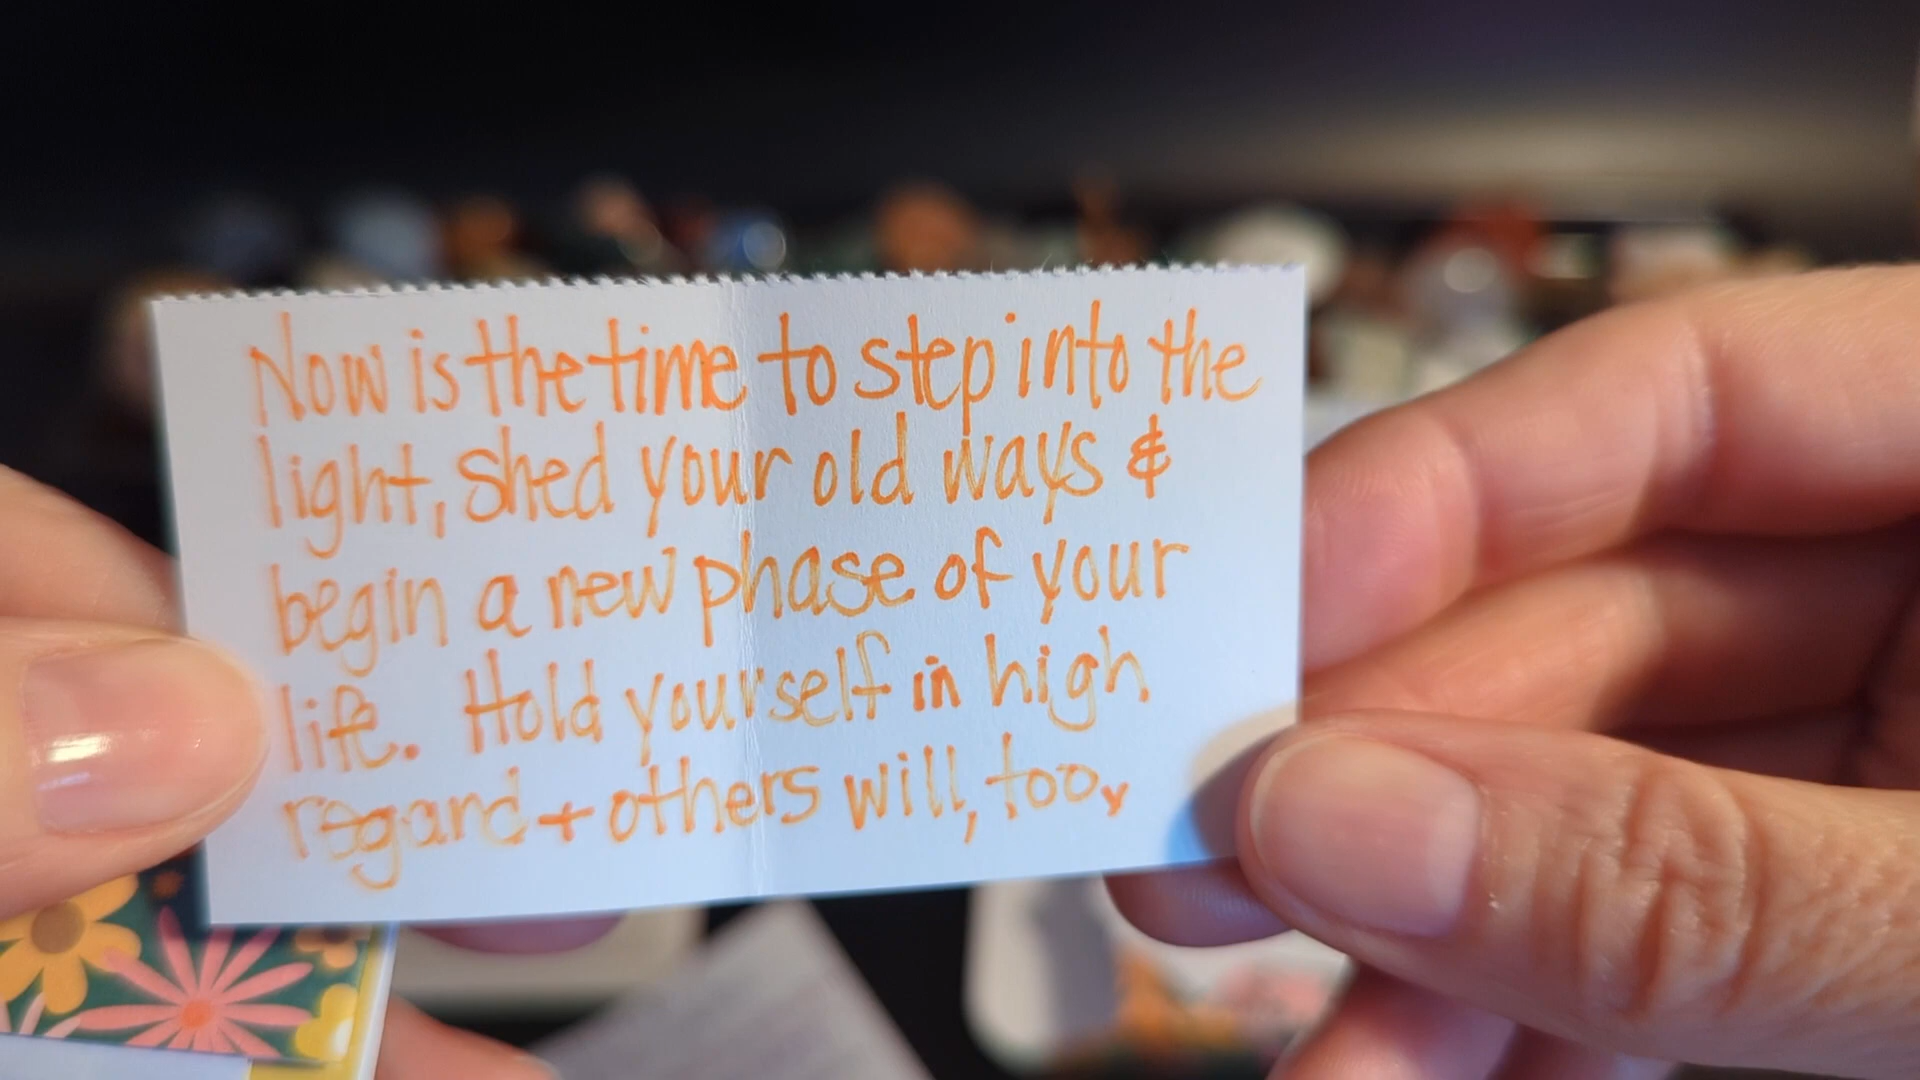 Now is the time to step into the
light, shed your old ways &
begin a new phase of your
life. Hold yourself in high
regard + others will, too.